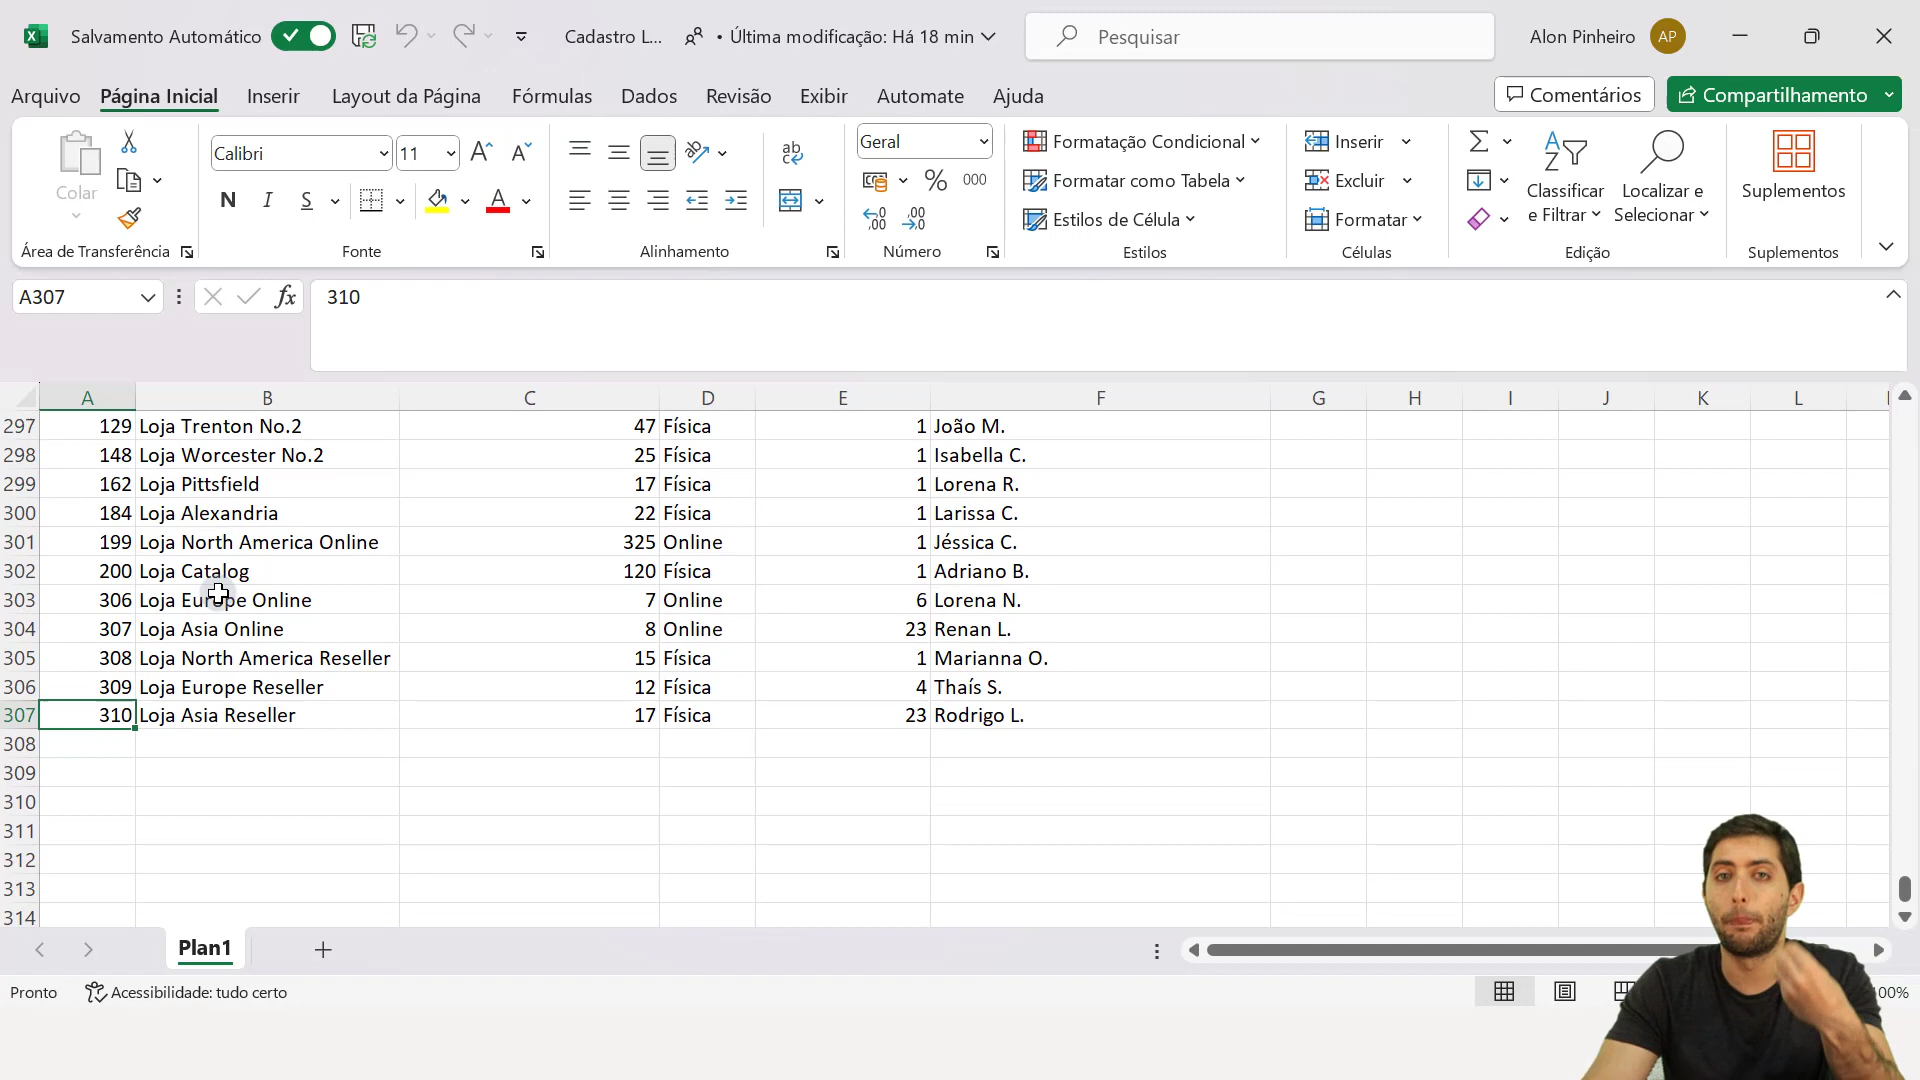 Salvamento Automático
Cadastro L... • Última modificação: Há 18 min
Pesquisar
Alon Pinheiro AP
Arquivo Página Inicial Inserir Layout da Página Fórmulas Dados Revisão Exibir Automate Ajuda
Comentários Compartilhamento
Colar
Área de Transferência
Calibri 11
N I S
Fonte
ab
Alinhamento
Geral
% 000
Número
Formatação Condicional
Formatar como Tabela
Estilos de Célula
Estilos
Inserir
Excluir
Formatar
Células
Classificar e Filtrar
Localizar e Selecionar
Edição
Suplementos
Suplementos
A307 fx 310
A B C D E F G H I J K L
297 129 Loja Trenton No.2 47 Física 1 João M.
298 148 Loja Worcester No.2 25 Física 1 Isabella C.
299 162 Loja Pittsfield 17 Física 1 Lorena R.
300 184 Loja Alexandria 22 Física 1 Larissa C.
301 199 Loja North America Online 325 Online 1 Jéssica C.
302 200 Loja Catalog 120 Física 1 Adriano B.
303 306 Loja Europe Online 7 Online 6 Lorena N.
304 307 Loja Asia Online 8 Online 23 Renan L.
305 308 Loja North America Reseller 15 Física 1 Marianna O.
306 309 Loja Europe Reseller 12 Física 4 Thaís S.
307 310 Loja Asia Reseller 17 Física 23 Rodrigo L.
308
309
310
311
312
313
314
Plan1
Pronto Acessibilidade: tudo certo